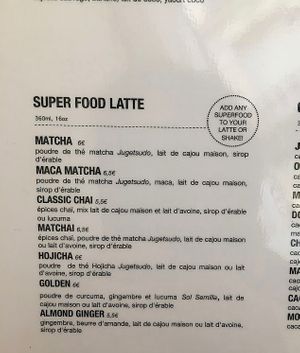 SUPER FOOD LATTE
360ml, 16oz
ADD ANY
SUPERFOOD
TO YOUR
LATTE OR
SHAKE!
MATCHA 6€
poudre de thé matcha Jugetsudo, lait de cajou maison, sirop
d'érable
MACA MATCHA 6,5€
poudre de thé matcha Jugetsudo, maca, lait de cajou maison,
sirop d'érable
CLASSIC CHAI 5,5€
épices chai, mix lait de cajou maison et lait d'avoine, sirop d'érable
ou lucuma
MATCHAI 6,5€
épices chai, poudre de thé matcha Jugetsudo, lait de cajou maison
ou lait d'avoine, sirop d'érable
HOJICHA 6€
poudre de thé Hojicha Jugetsudo, lait de cajou maison ou lait
d'avoine, sirop d'érable
GOLDEN 6€
poudre de curcuma, gingembre et lucuma Sol Semilla, lait de
cajou maison ou lait d'avoine, sirop d'érable
ALMOND GINGER 5,5€
gingembre, beurre d'amande, lait de cajou maison ou lait
d'avoine, sirop d'érable